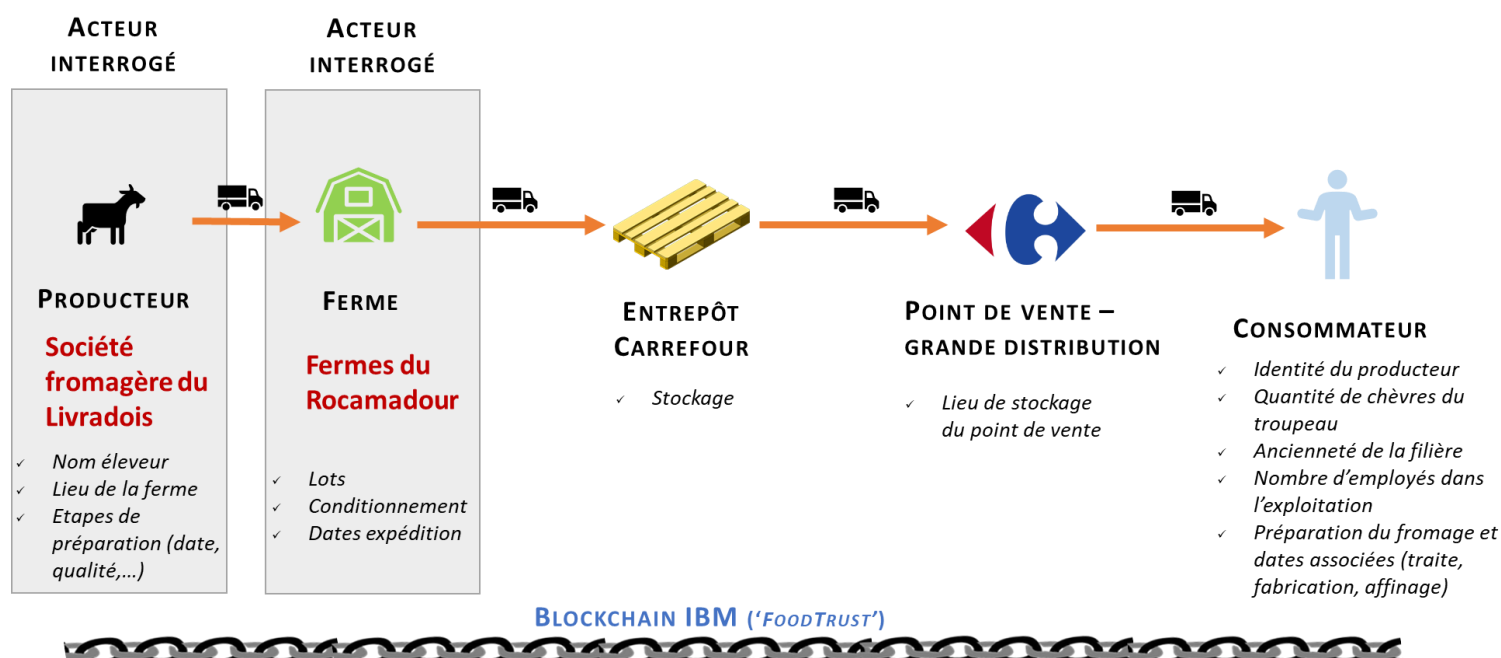 ACTEUR
INTERROGÉ
ACTEUR
INTERROGÉ
PRODUCTEUR
Société
fromagère du
Livradois
✓ Nom éleveur
✓ Lieu de la ferme
✓ Etapes de
préparation (date,
qualité,...)
FERME
Fermes du
Rocamadour
✓ Lots
✓ Conditionnement
✓ Dates expédition
ENTREPÔT
CARREFOUR
✓ Stockage
POINT DE VENTE –
GRANDE DISTRIBUTION
✓ Lieu de stockage
du point de vente
CONSOMMATEUR
✓ Identité du producteur
✓ Quantité de chèvres du
troupeau
✓ Ancienneté de la filière
✓ Nombre d'employés dans
l'exploitation
✓ Préparation du fromage et
dates associées (traite,
fabrication, affinage)
BLOCKCHAIN IBM ('FOODTRUST')